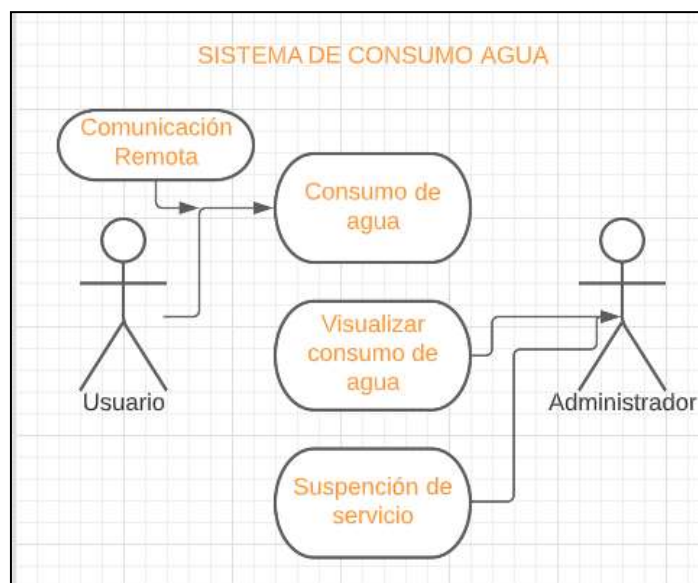 SISTEMA DE CONSUMO AGUA
Comunicación
Remota
Consumo de
agua
Visualizar
consumo de
agua
Usuario
Administrador
Suspención de
servicio